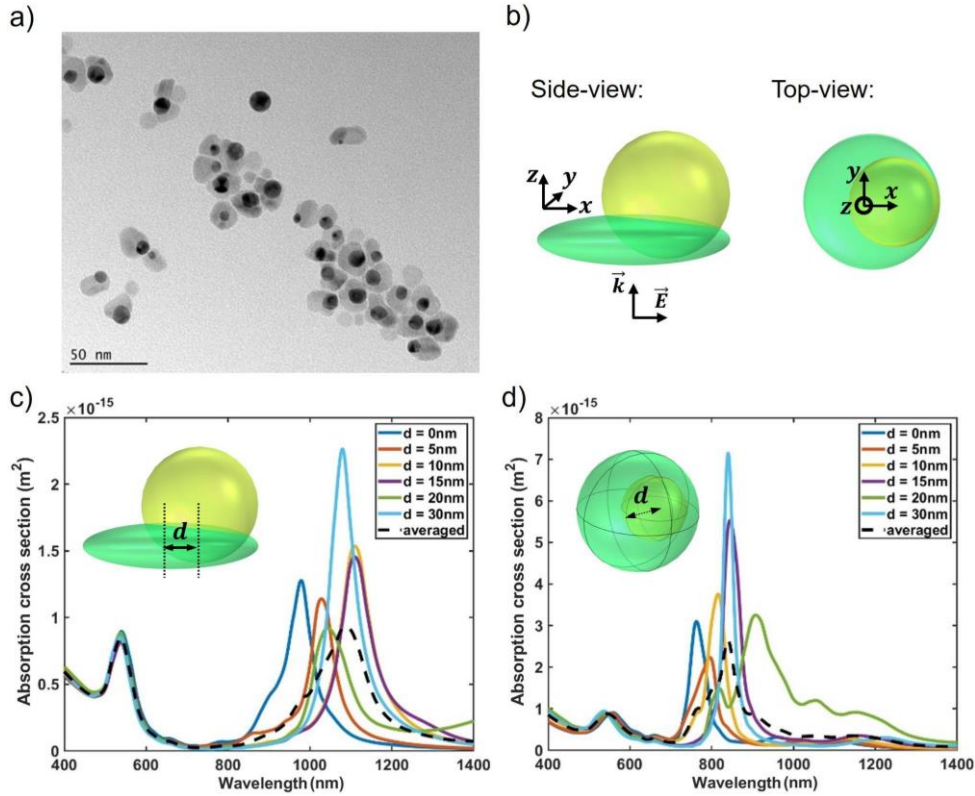 a)
50 nm
b)
Side-view:
Top-view:
z
y
x
y
x
z
k⃗
E⃗
c)
×10⁻¹⁵
2.5
2
1.5
1
0.5
0
Absorption cross section (m²)
400
600
800
1000
1200
1400
Wavelength (nm)
d
d = 0nm
d = 5nm
d = 10nm
d = 15nm
d = 20nm
d = 30nm
averaged
d)
×10⁻¹⁵
8
7
6
5
4
3
2
1
0
Absorption cross section (m²)
400
600
800
1000
1200
1400
Wavelength (nm)
d
d = 0nm
d = 5nm
d = 10nm
d = 15nm
d = 20nm
d = 30nm
averaged